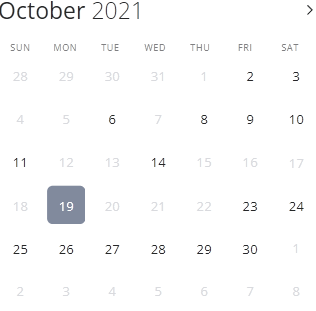 October 2021
SUN MON TUE WED THU FRI SAT
28 29 30 31 1 2 3
4 5 6 7 8 9 10
11 12 13 14 15 16 17
18 19 20 21 22 23 24
25 26 27 28 29 30 1
2 3 4 5 6 7 8